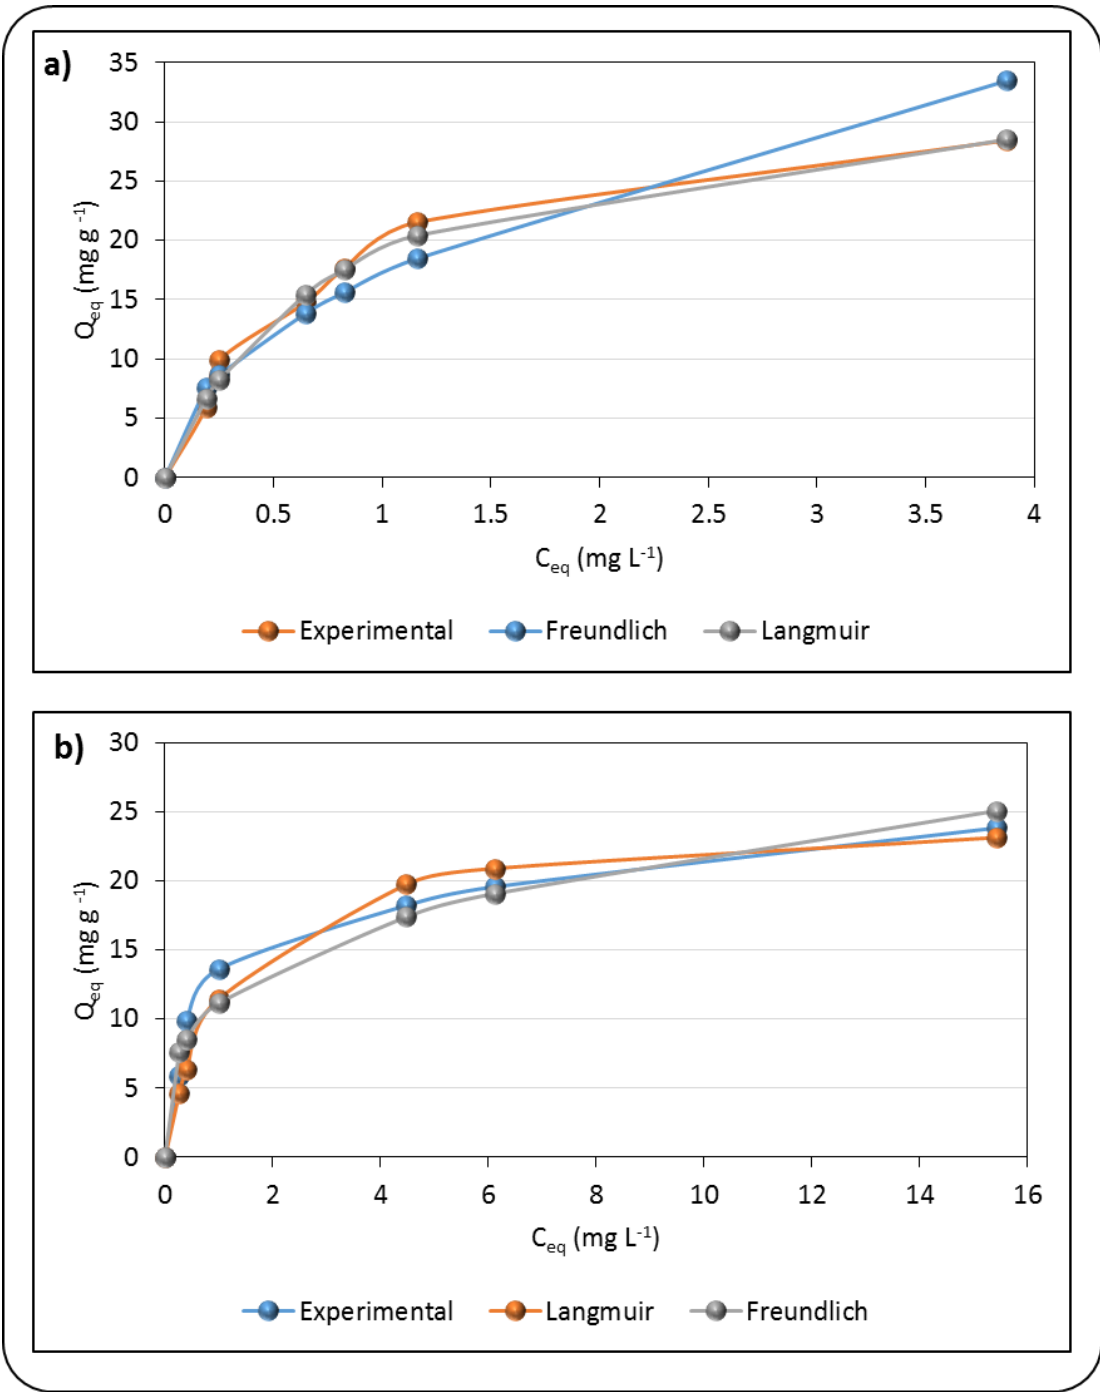 a)
35
30
25
20
15
10
5
0
Qeq (mg g -1)
0 0.5 1 1.5 2 2.5 3 3.5 4
Ceq (mg L-1)
Experimental Freundlich Langmuir
b)
30
25
20
15
10
5
0
Qeq (mg g -1)
0 2 4 6 8 10 12 14 16
Ceq (mg L-1)
Experimental Langmuir Freundlich